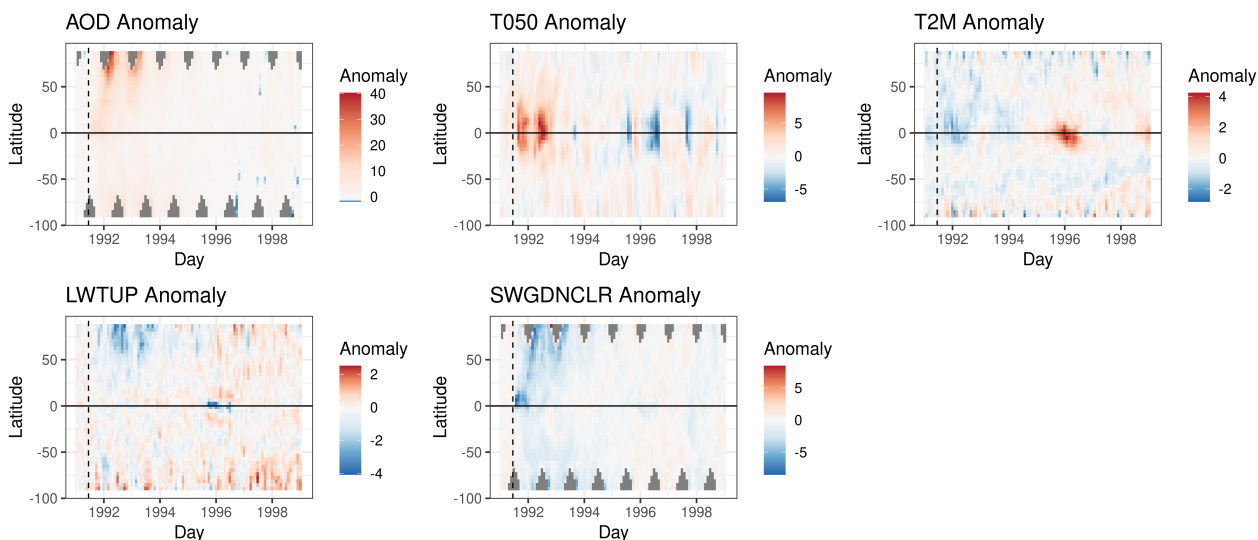 AOD Anomaly
Latitude
50
0
-50
-100
1992 1994 1996 1998
Day
Anomaly
40
30
20
10
0
T050 Anomaly
Latitude
50
0
-50
-100
1992 1994 1996 1998
Day
Anomaly
5
0
-5
T2M Anomaly
Latitude
50
0
-50
-100
1992 1994 1996 1998
Day
Anomaly
4
2
0
-2
LWTUP Anomaly
Latitude
50
0
-50
-100
1992 1994 1996 1998
Day
Anomaly
2
0
-2
-4
SWGDNCLR Anomaly
Latitude
50
0
-50
-100
1992 1994 1996 1998
Day
Anomaly
5
0
-5